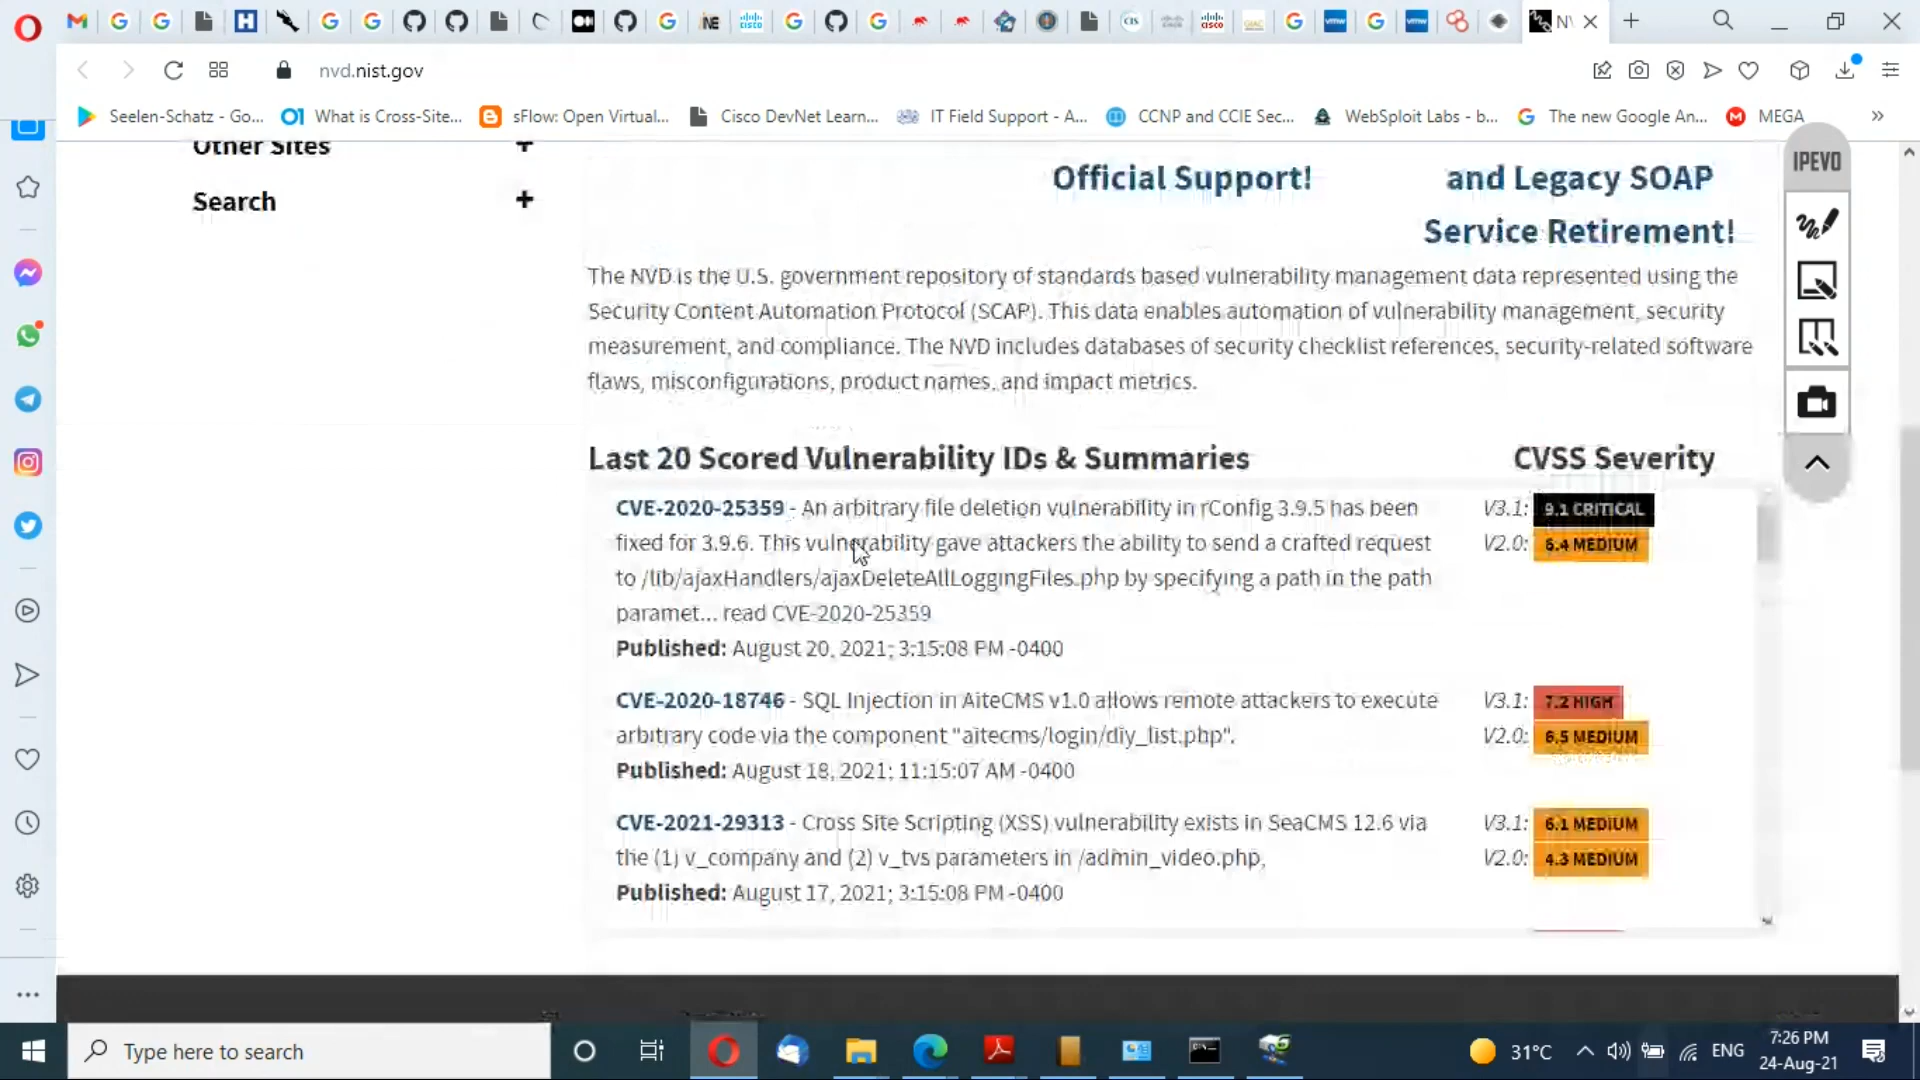 nvd.nist.gov
Seelen-Schatz - Go...
What is Cross-Site...
sFlow: Open Virtual...
Cisco DevNet Learn...
IT Field Support - A...
CCNP and CCIE Sec...
WebSploit Labs - b...
The new Google An...
MEGA
»
Other Sites +
Search +
IPEVO
Official Support!
and Legacy SOAP
Service Retirement!
The NVD is the U.S. government repository of standards based vulnerability management data represented using the
Security Content Automation Protocol (SCAP). This data enables automation of vulnerability management, security
measurement, and compliance. The NVD includes databases of security checklist references, security-related software
flaws, misconfigurations, product names, and impact metrics.
Last 20 Scored Vulnerability IDs & Summaries
CVSS Severity
CVE-2020-25359 - An arbitrary file deletion vulnerability in rConfig 3.9.5 has been
fixed for 3.9.6. This vulnerability gave attackers the ability to send a crafted request
to /lib/ajaxHandlers/ajaxDeleteAllLoggingFiles.php by specifying a path in the path
paramet... read CVE-2020-25359
Published: August 20, 2021; 3:15:08 PM -0400
V3.1: 9.1 CRITICAL
V2.0: 6.4 MEDIUM
CVE-2020-18746 - SQL Injection in AiteCMS v1.0 allows remote attackers to execute
arbitrary code via the component "aitecms/login/diy_list.php".
Published: August 18, 2021; 11:15:07 AM -0400
V3.1: 7.2 HIGH
V2.0: 6.5 MEDIUM
CVE-2021-29313 - Cross Site Scripting (XSS) vulnerability exists in SeaCMS 12.6 via
the (1) v_company and (2) v_tvs parameters in /admin_video.php,
Published: August 17, 2021; 3:15:08 PM -0400
V3.1: 6.1 MEDIUM
V2.0: 4.3 MEDIUM
Type here to search
31°C
ENG
7:26 PM
24-Aug-21